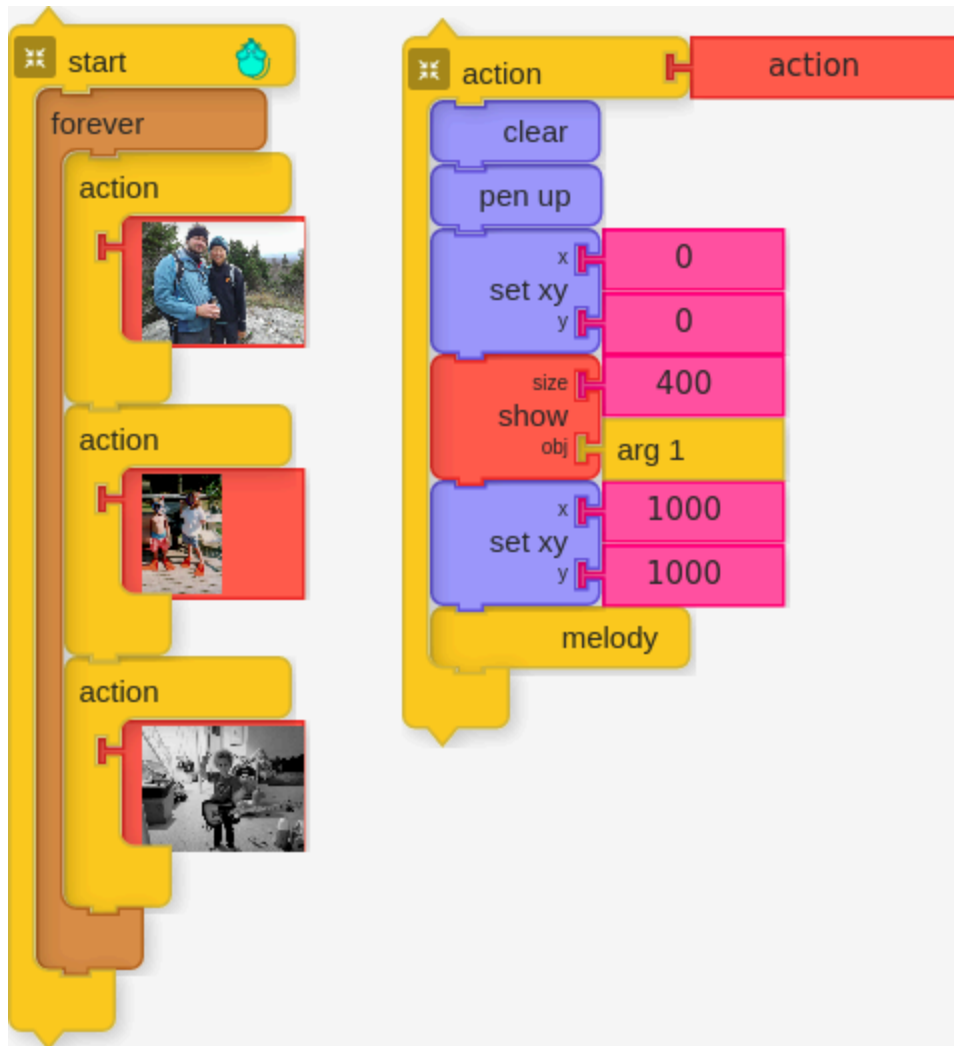 start
forever
action
action
action
action
action
clear
pen up
x
0
set xy
y
0
size
400
show
obj
arg 1
x
1000
set xy
y
1000
melody